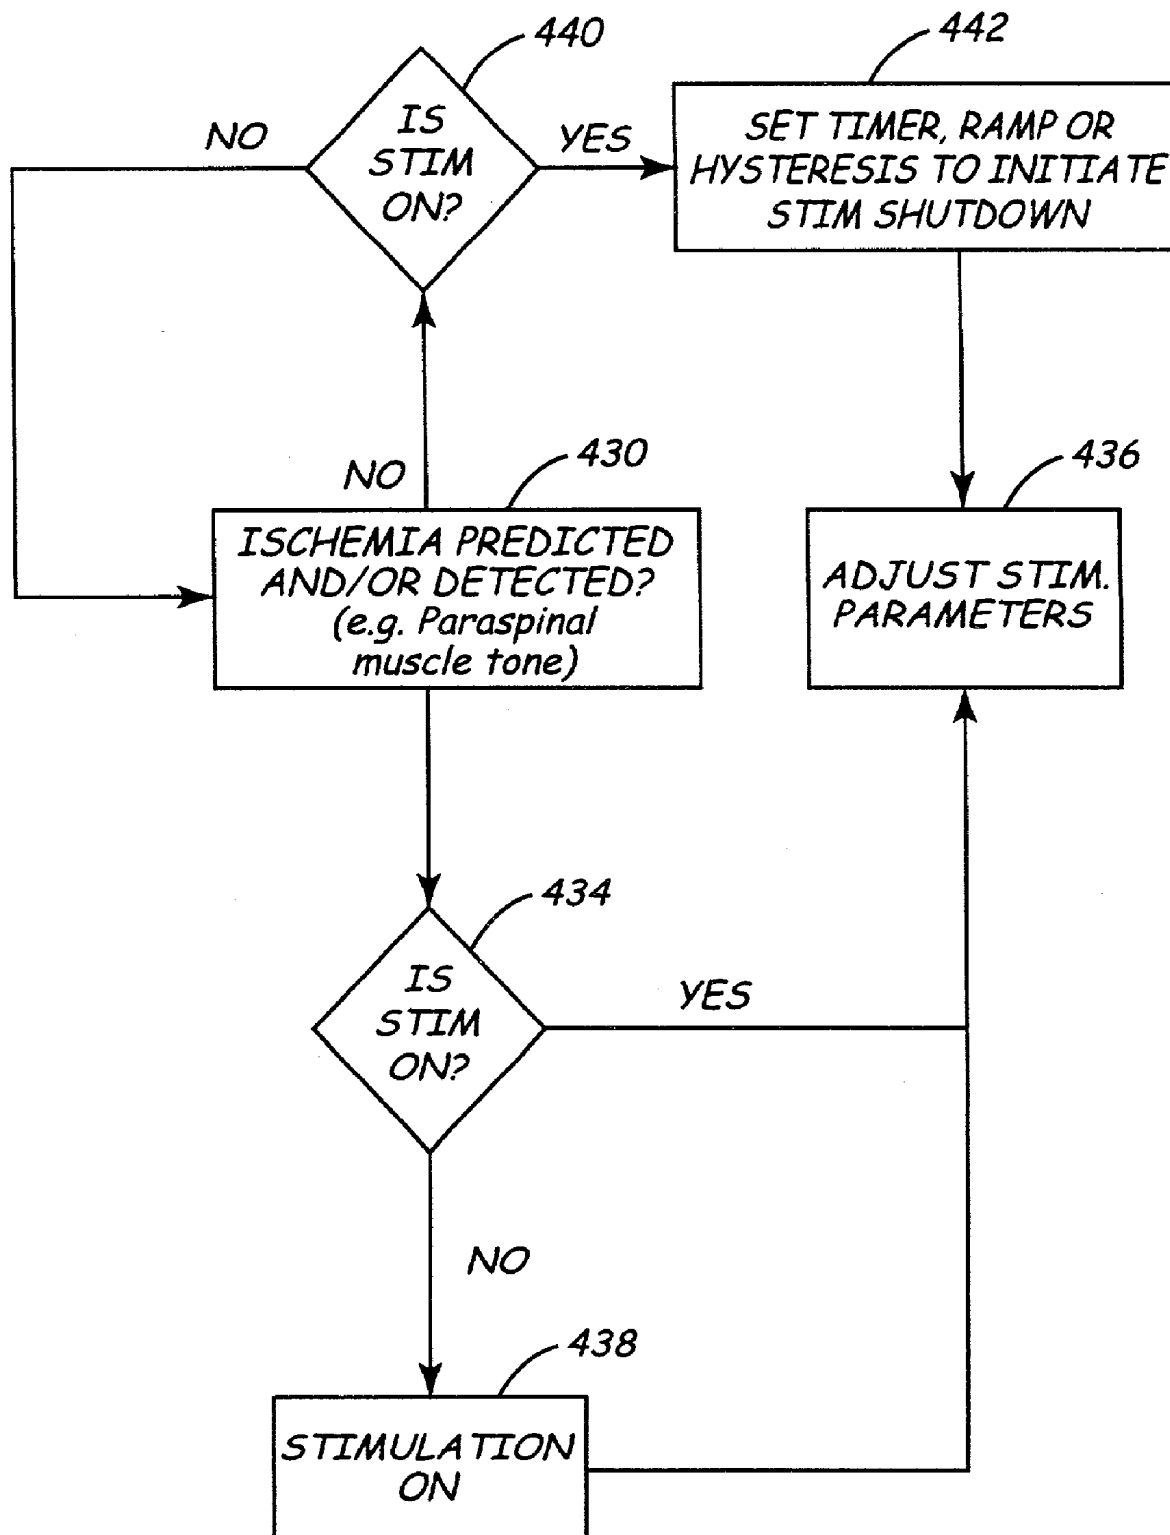 440
IS
STIM
ON?
NO
YES
442
SET TIMER, RAMP OR
HYSTERESIS TO INITIATE
STIM SHUTDOWN
NO
430
ISCHEMIA PREDICTED
AND/OR DETECTED?
(e.g. Paraspinal
muscle tone)
436
ADJUST STIM.
PARAMETERS
434
IS
STIM
ON?
YES
NO
438
STIMULATION
ON